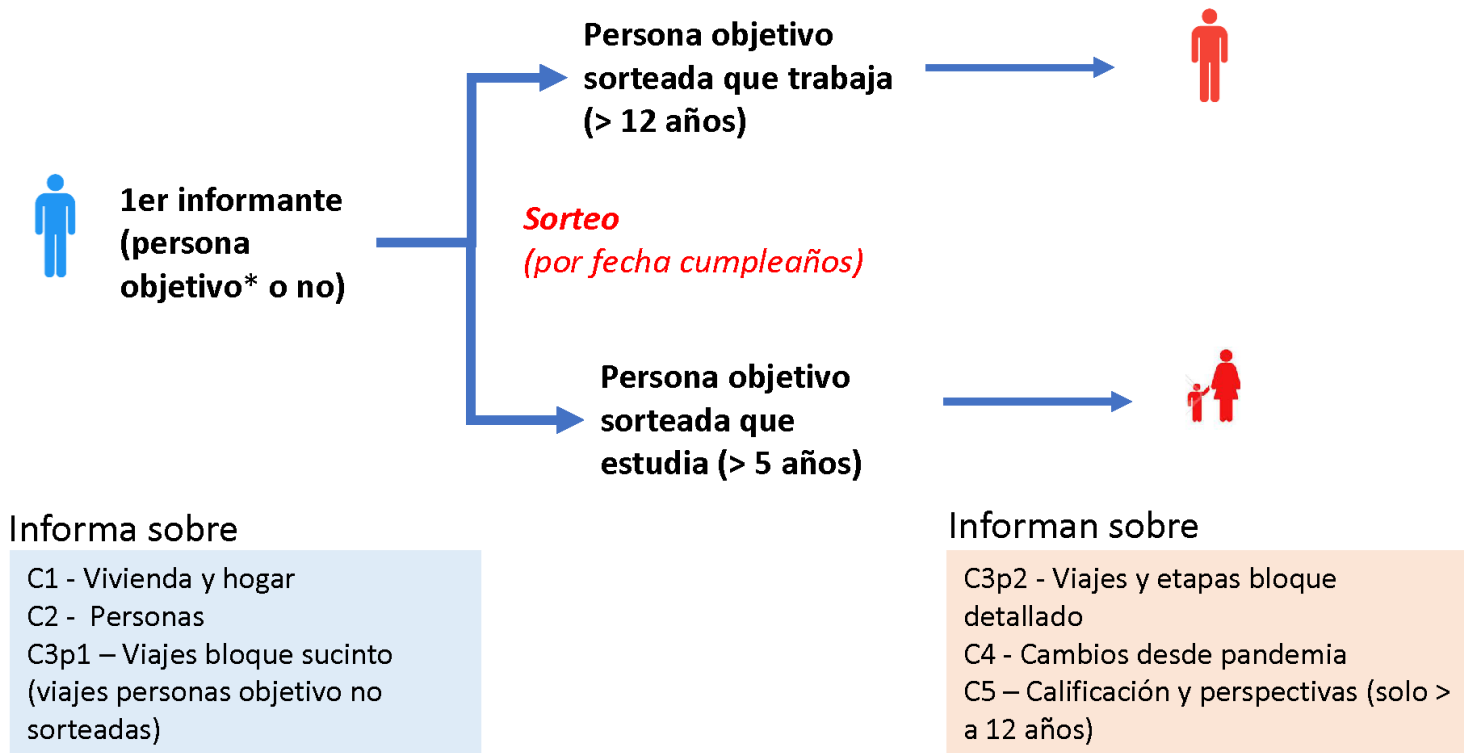 Persona objetivo
sorteada que trabaja
(> 12 años)
1er informante
(persona
objetivo* o no)
Sorteo
(por fecha cumpleaños)
Persona objetivo
sorteada que
estudia (> 5 años)
Informa sobre
C1 - Vivienda y hogar
C2 - Personas
C3p1 – Viajes bloque sucinto
(viajes personas objetivo no
sorteadas)
Informan sobre
C3p2 - Viajes y etapas bloque
detallado
C4 - Cambios desde pandemia
C5 – Calificación y perspectivas (solo >
a 12 años)